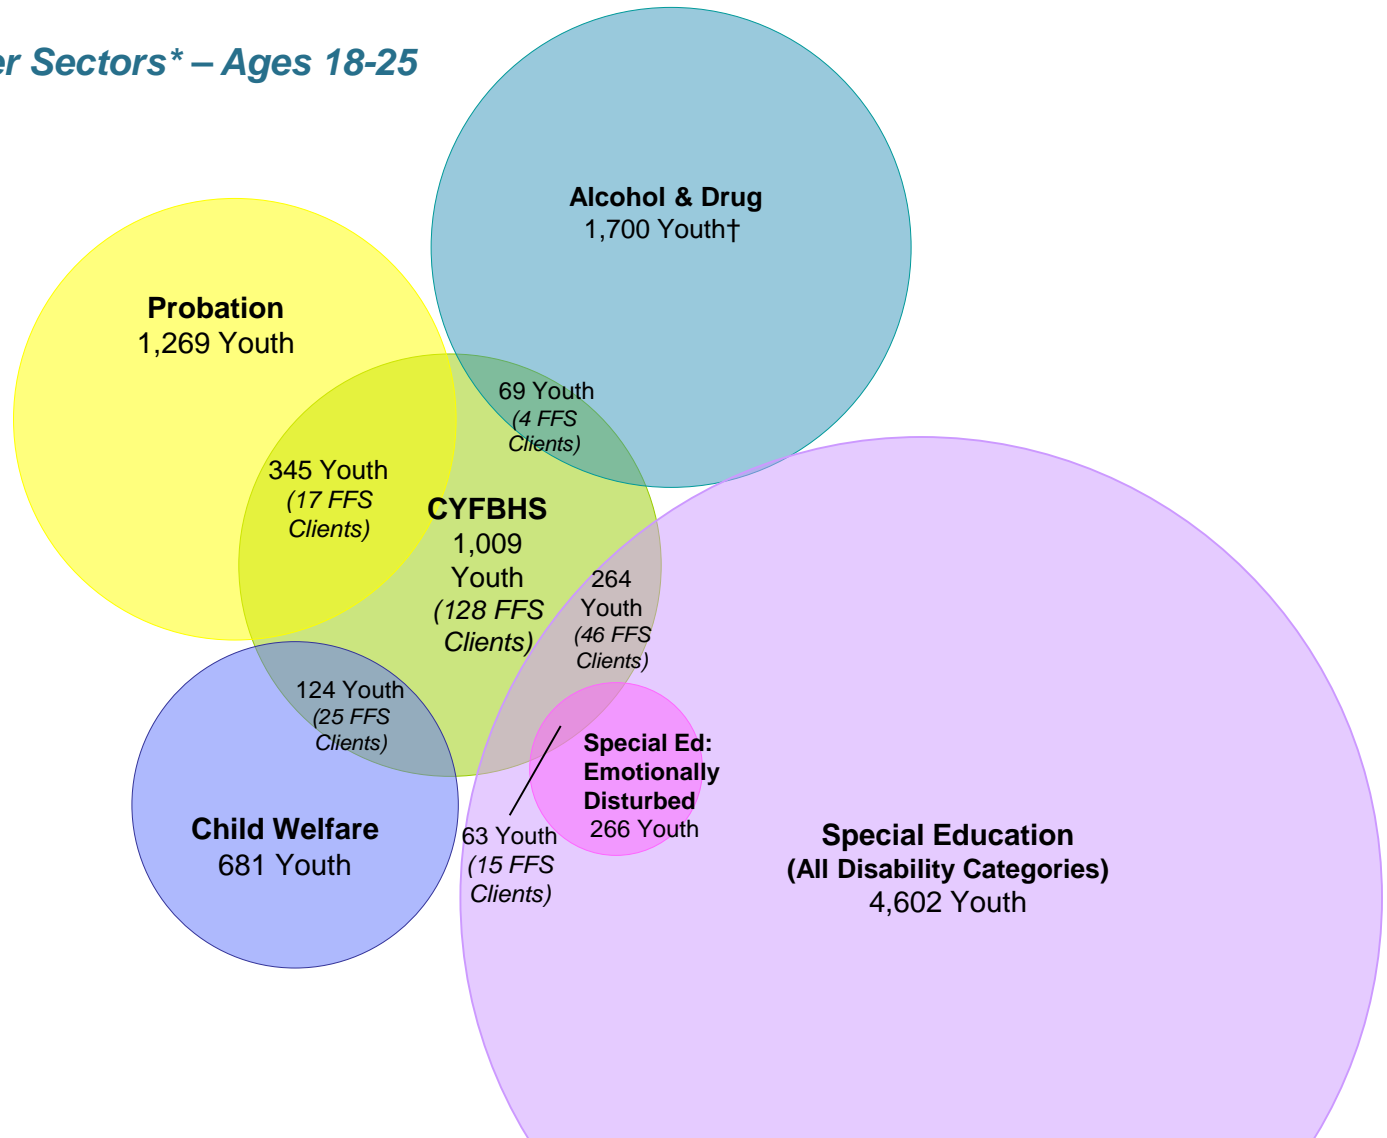 er Sectors* – Ages 18-25
Alcohol & Drug
1,700 Youth†
Probation
1,269 Youth
69 Youth
(4 FFS
Clients)
345 Youth
(17 FFS
Clients)
CYFBHS
1,009
Youth
(128 FFS
Clients)
264
Youth
(46 FFS
Clients)
124 Youth
(25 FFS
Clients)
Special Ed:
Emotionally
Disturbed
266 Youth
63 Youth
(15 FFS
Clients)
Child Welfare
681 Youth
Special Education
(All Disability Categories)
4,602 Youth